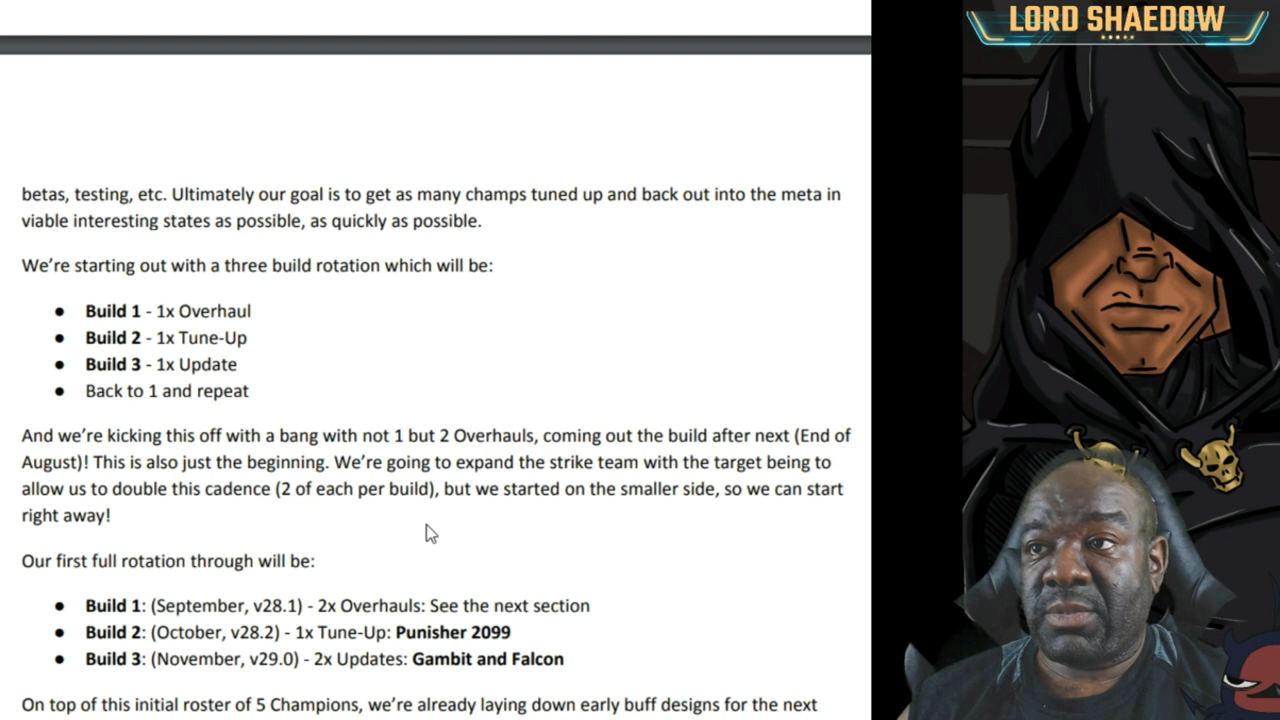 LORD SHAEDOW
betas, testing, etc. Ultimately our goal is to get as many champs tuned up and back out into the meta in
viable interesting states as possible, as quickly as possible.
We’re starting out with a three build rotation which will be:
● Build 1 - 1x Overhaul
● Build 2 - 1x Tune-Up
● Build 3 - 1x Update
● Back to 1 and repeat
And we’re kicking this off with a bang with not 1 but 2 Overhauls, coming out the build after next (End of
August)! This is also just the beginning. We’re going to expand the strike team with the target being to
allow us to double this cadence (2 of each per build), but we started on the smaller side, so we can start
right away!
Our first full rotation through will be:
● Build 1: (September, v28.1) - 2x Overhauls: See the next section
● Build 2: (October, v28.2) - 1x Tune-Up: Punisher 2099
● Build 3: (November, v29.0) - 2x Updates: Gambit and Falcon
On top of this initial roster of 5 Champions, we’re already laying down early buff designs for the next